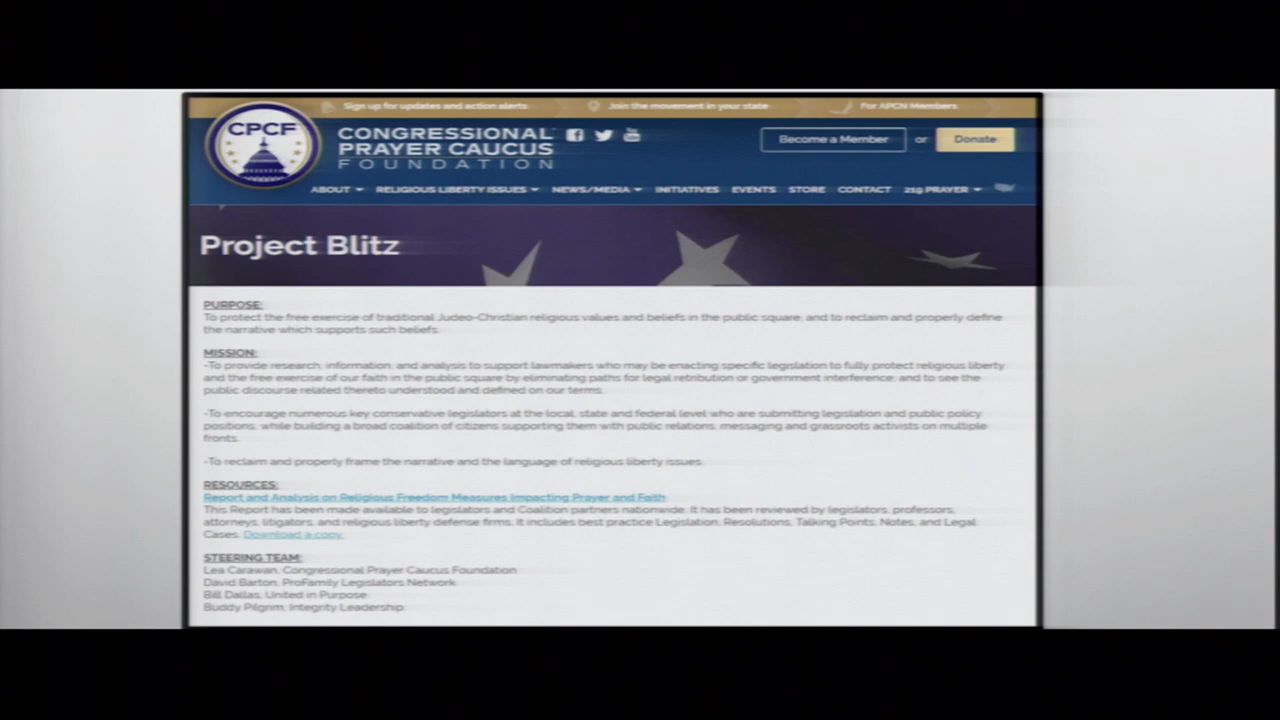 Sign up for updates and action alerts
Join the movement in your state
For APCN Members
CPCF
CONGRESSIONAL
PRAYER CAUCUS
FOUNDATION
Become a Member
or
Donate
ABOUT
RELIGIOUS LIBERTY ISSUES
NEWS/MEDIA
INITIATIVES
EVENTS
STORE
CONTACT
219 PRAYER
Project Blitz
PURPOSE:
To protect the free exercise of traditional Judeo-Christian religious values and beliefs in the public square, and to reclaim and properly define
the narrative which supports such beliefs.
MISSION:
-To provide research, information, and analysis to support lawmakers who may be enacting specific legislation to fully protect religious liberty
and the free exercise of our faith in the public square by eliminating paths for legal retribution or government interference; and to see the
public discourse related thereto understood and defined on our terms.
-To encourage numerous key conservative legislators at the local, state and federal level who are submitting legislation and public policy
positions, while building a broad coalition of citizens supporting them with public relations, messaging and grassroots activists on multiple
fronts.
-To reclaim and properly frame the narrative and the language of religious liberty issues.
RESOURCES:
Report and Analysis on Religious Freedom Measures Impacting Prayer and Faith
This Report has been made available to legislators and Coalition partners nationwide. It has been reviewed by legislators, professors,
attorneys, litigators, and religious liberty defense firms. It includes best practice Legislation, Resolutions, Talking Points, Notes, and Legal
Cases. Download a copy.
STEERING TEAM:
Lea Carawan, Congressional Prayer Caucus Foundation
David Barton, ProFamily Legislators Network
Bill Dallas, United in Purpose
Buddy Pilgrim, Integrity Leadership